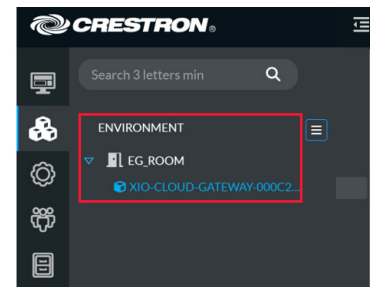 CRESTRON®
Search 3 letters min
ENVIRONMENT
EG_ROOM
XIO-CLOUD-GATEWAY-000C2...